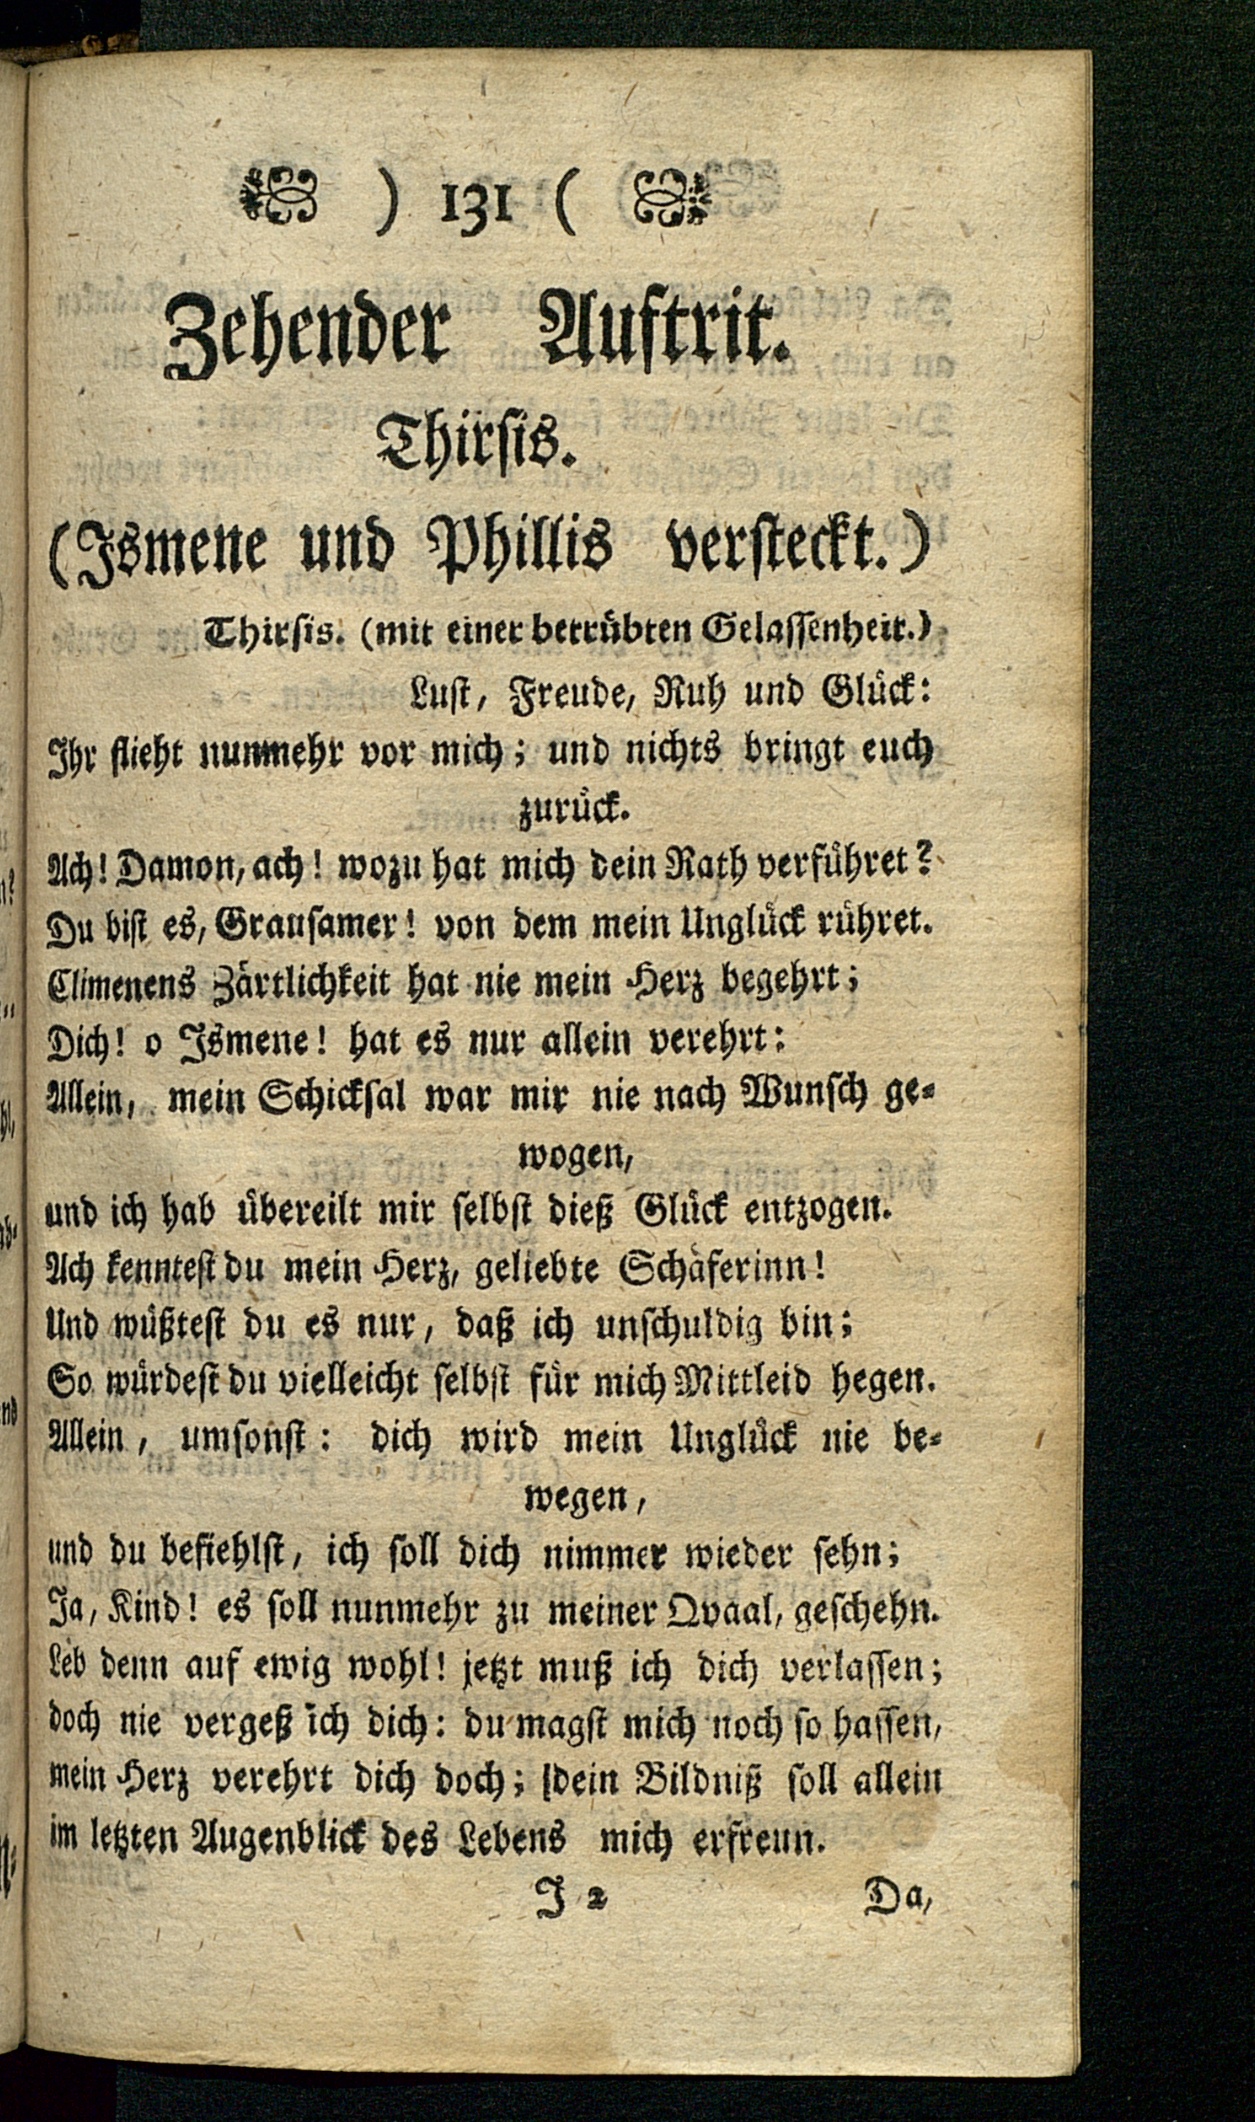 ) 131 (
Zehender Auftrit.
Thirsis.
(Ismene und Phillis versteckt.)
Thirsis. (mit einer betrübten Gelassenheit.)
Lust, Freude, Ruh und Glück:
Ihr flieht nunmehr vor mich; und nichts bringt euch
zurück.
Ach! Damon, ach! wozu hat mich dein Rath verführet?
Du bist es, Grausamer! von dem mein Unglück rühret.
Climenens Zärtlichkeit hat nie mein Herz begehrt;
Dich! o Ismene! hat es nur allein verehrt:
Allein, mein Schicksal war mir nie nach Wunsch ge-
wogen,
und ich hab übereilt mir selbst dieß Glück entzogen.
Ach kenntest du mein Herz, geliebte Schäferinn!
Und wüßtest du es nur, daß ich unschuldig bin;
So würdest du vielleicht selbst für mich Mittleid hegen.
Allein, umsonst: dich wird mein Unglück nie be-
wegen,
und du befiehlst, ich soll dich nimmer wieder sehn;
Ja, Kind! es soll nunmehr zu meiner Qvaal, geschehn.
Leb denn auf ewig wohl! jetzt muß ich dich verlassen;
doch nie vergeß ich dich: du magst mich noch so hassen,
mein Herz verehrt dich doch; dein Bildniß soll allein
im letzten Augenblick des Lebens mich erfreun.
J 2 Da,